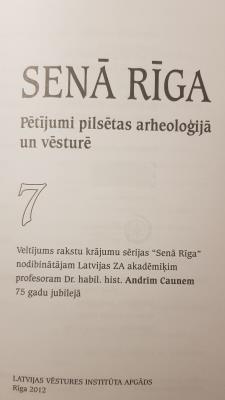 SENĀ RĪGA
Pētījumi pilsētas arheoloģijā
un vēsturē
7
Veltījums rakstu krājumu sērijas "Senā Rīga"
nodibinātājam Latvijas ZA akadēmiķim
profesoram Dr. habil. hist. Andrim Caunem
75 gadu jubilejā
LATVIJAS VĒSTURES INSTITŪTA APGĀDS
Rīga 2012